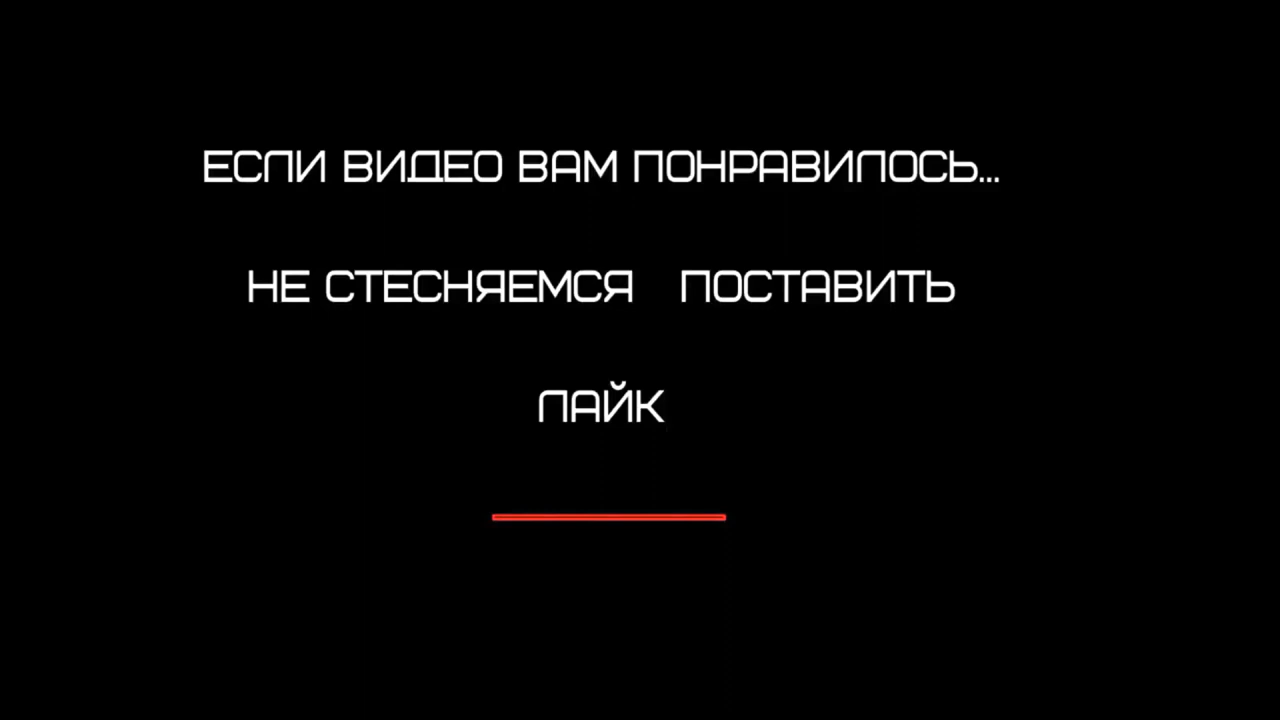 ЕСЛИ ВИДЕО ВАМ ПОНРАВИЛОСЬ...
НЕ СТЕСНЯЕМСЯ ПОСТАВИТЬ
ЛАЙК